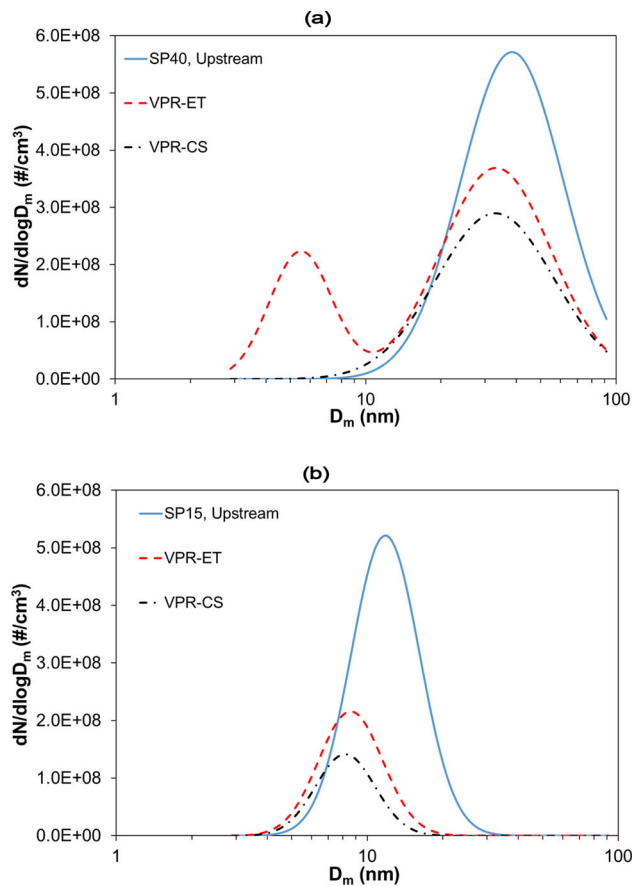 (a)
6.0E+08
5.0E+08
4.0E+08
3.0E+08
2.0E+08
1.0E+08
0.0E+00
dN/dlogDm (#/cm3)
SP40, Upstream
VPR-ET
VPR-CS
1 10 100
Dm (nm)
(b)
6.0E+08
5.0E+08
4.0E+08
3.0E+08
2.0E+08
1.0E+08
0.0E+00
dN/dlogDm (#/cm3)
SP15, Upstream
VPR-ET
VPR-CS
1 10 100
Dm (nm)